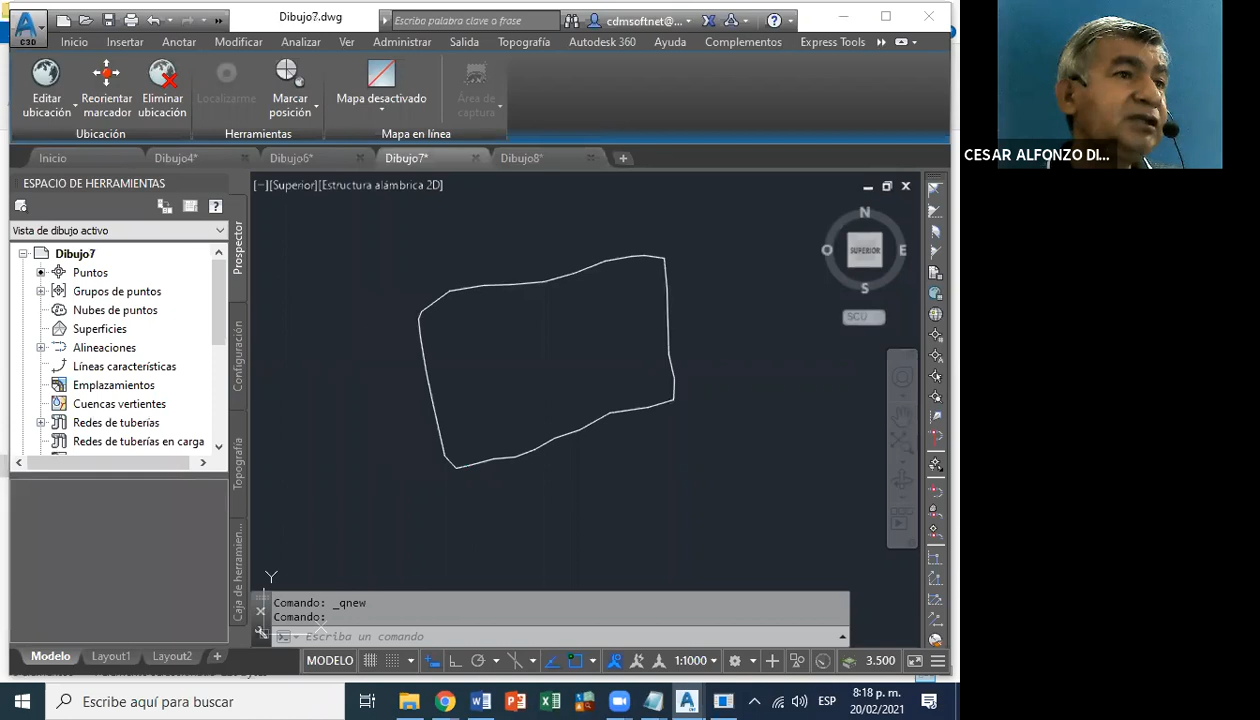 Dibujo7.dwg
Escriba palabra clave o frase
cdmsoftnet@...
C3D
Inicio Insertar Anotar Modificar Analizar Ver Administrar Salida Topografía Autodesk 360 Ayuda Complementos Express Tools
Editar ubicación
Reorientar marcador
Eliminar ubicación
Localizarme
Marcar posición
Mapa desactivado
Área de captura
Ubicación Herramientas Mapa en línea
Inicio Dibujo4* Dibujo6* Dibujo7* Dibujo8*
ESPACIO DE HERRAMIENTAS
[−][Superior][Estructura alámbrica 2D]
Vista de dibujo activo
Dibujo7
Puntos
Grupos de puntos
Nubes de puntos
Superficies
Alineaciones
Líneas características
Emplazamientos
Cuencas vertientes
Redes de tuberías
Redes de tuberías en carga
Prospector
Configuración
Topografía
Caja de herramien...
N
O SUPERIOR E
S
SCU
Y
X
Comando: _qnew
Comando:
Escriba un comando
Modelo Layout1 Layout2
MODELO 1:1000 3.500
Escribe aquí para buscar
ESP
8:18 p. m.
20/02/2021
CESAR ALFONZO DI...